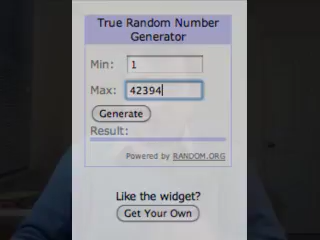 True Random Number
Generator
Min: 1
Max: 42394
Generate
Result:
Powered by RANDOM.ORG
Like the widget?
Get Your Own